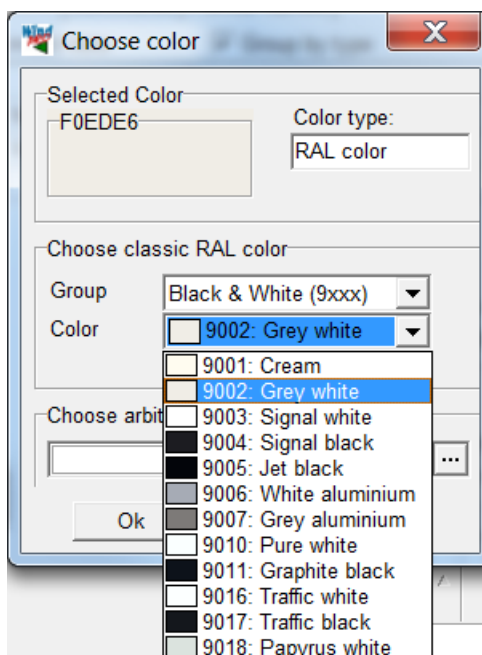 Choose color
Selected Color
F0EDE6
Color type:
RAL color
Choose classic RAL color
Group
Black & White (9xxx)
Color
9002: Grey white
9001: Cream
9002: Grey white
9003: Signal white
9004: Signal black
9005: Jet black
9006: White aluminium
9007: Grey aluminium
9010: Pure white
9011: Graphite black
9016: Traffic white
9017: Traffic black
9018: Papyrus white
Choose arbit
...
Ok